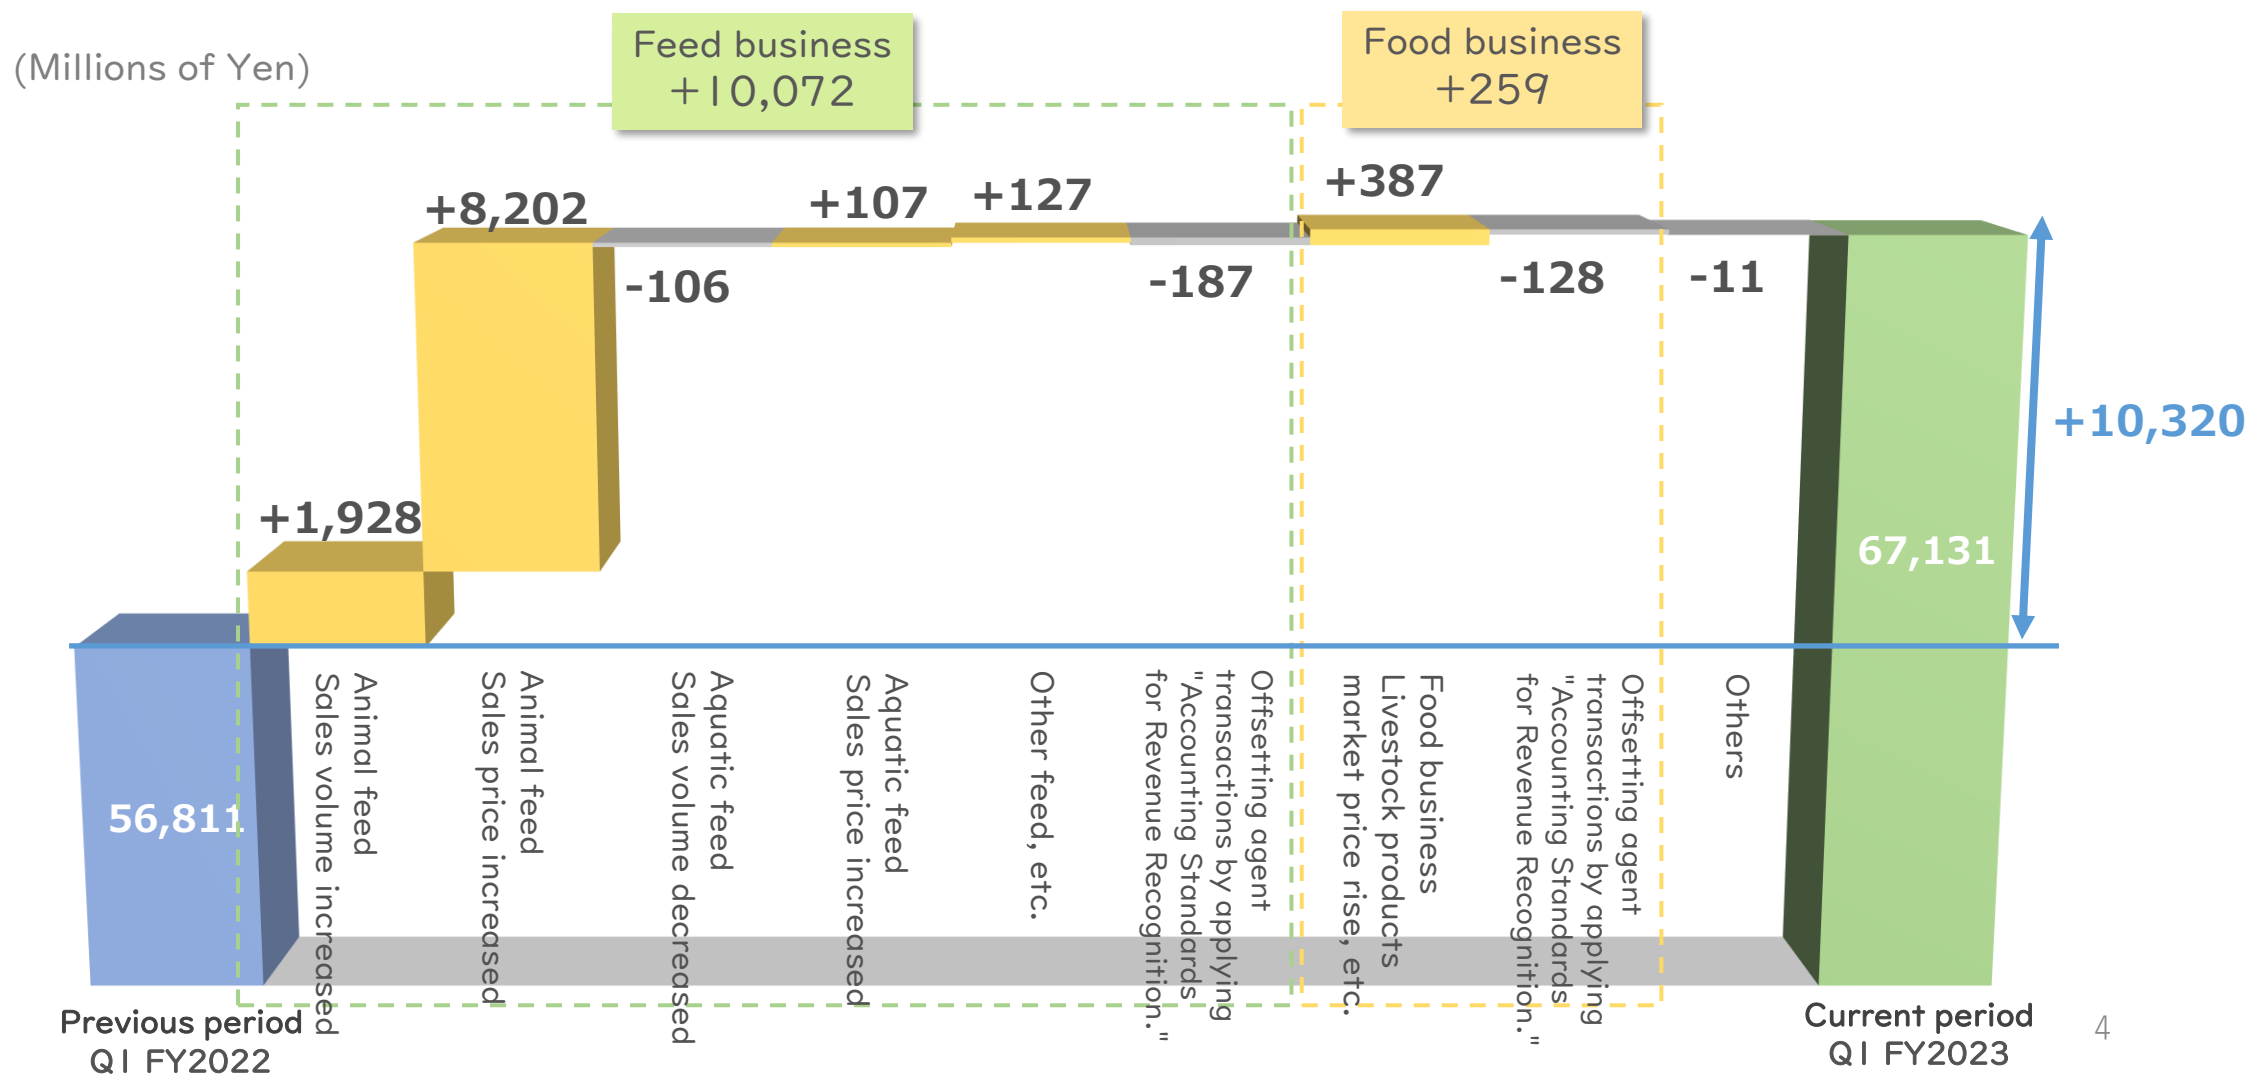 (Millions of Yen)
Feed business
+10,072
Food business
+259
+1,928
+8,202
-106
+107
+127
-187
+387
-128
-11
+10,320
56,811
67,131
Animal feed
Sales volume increased
Animal feed
Sales price increased
Aquatic feed
Sales volume decreased
Aquatic feed
Sales price increased
Other feed, etc.
Offsetting agent
transactions by applying
"Accounting Standards
for Revenue Recognition."
Food business
Livestock products
market price rise, etc.
Offsetting agent
transactions by applying
"Accounting Standards
for Revenue Recognition."
Others
Previous period
Q1 FY2022
Current period
Q1 FY2023
4